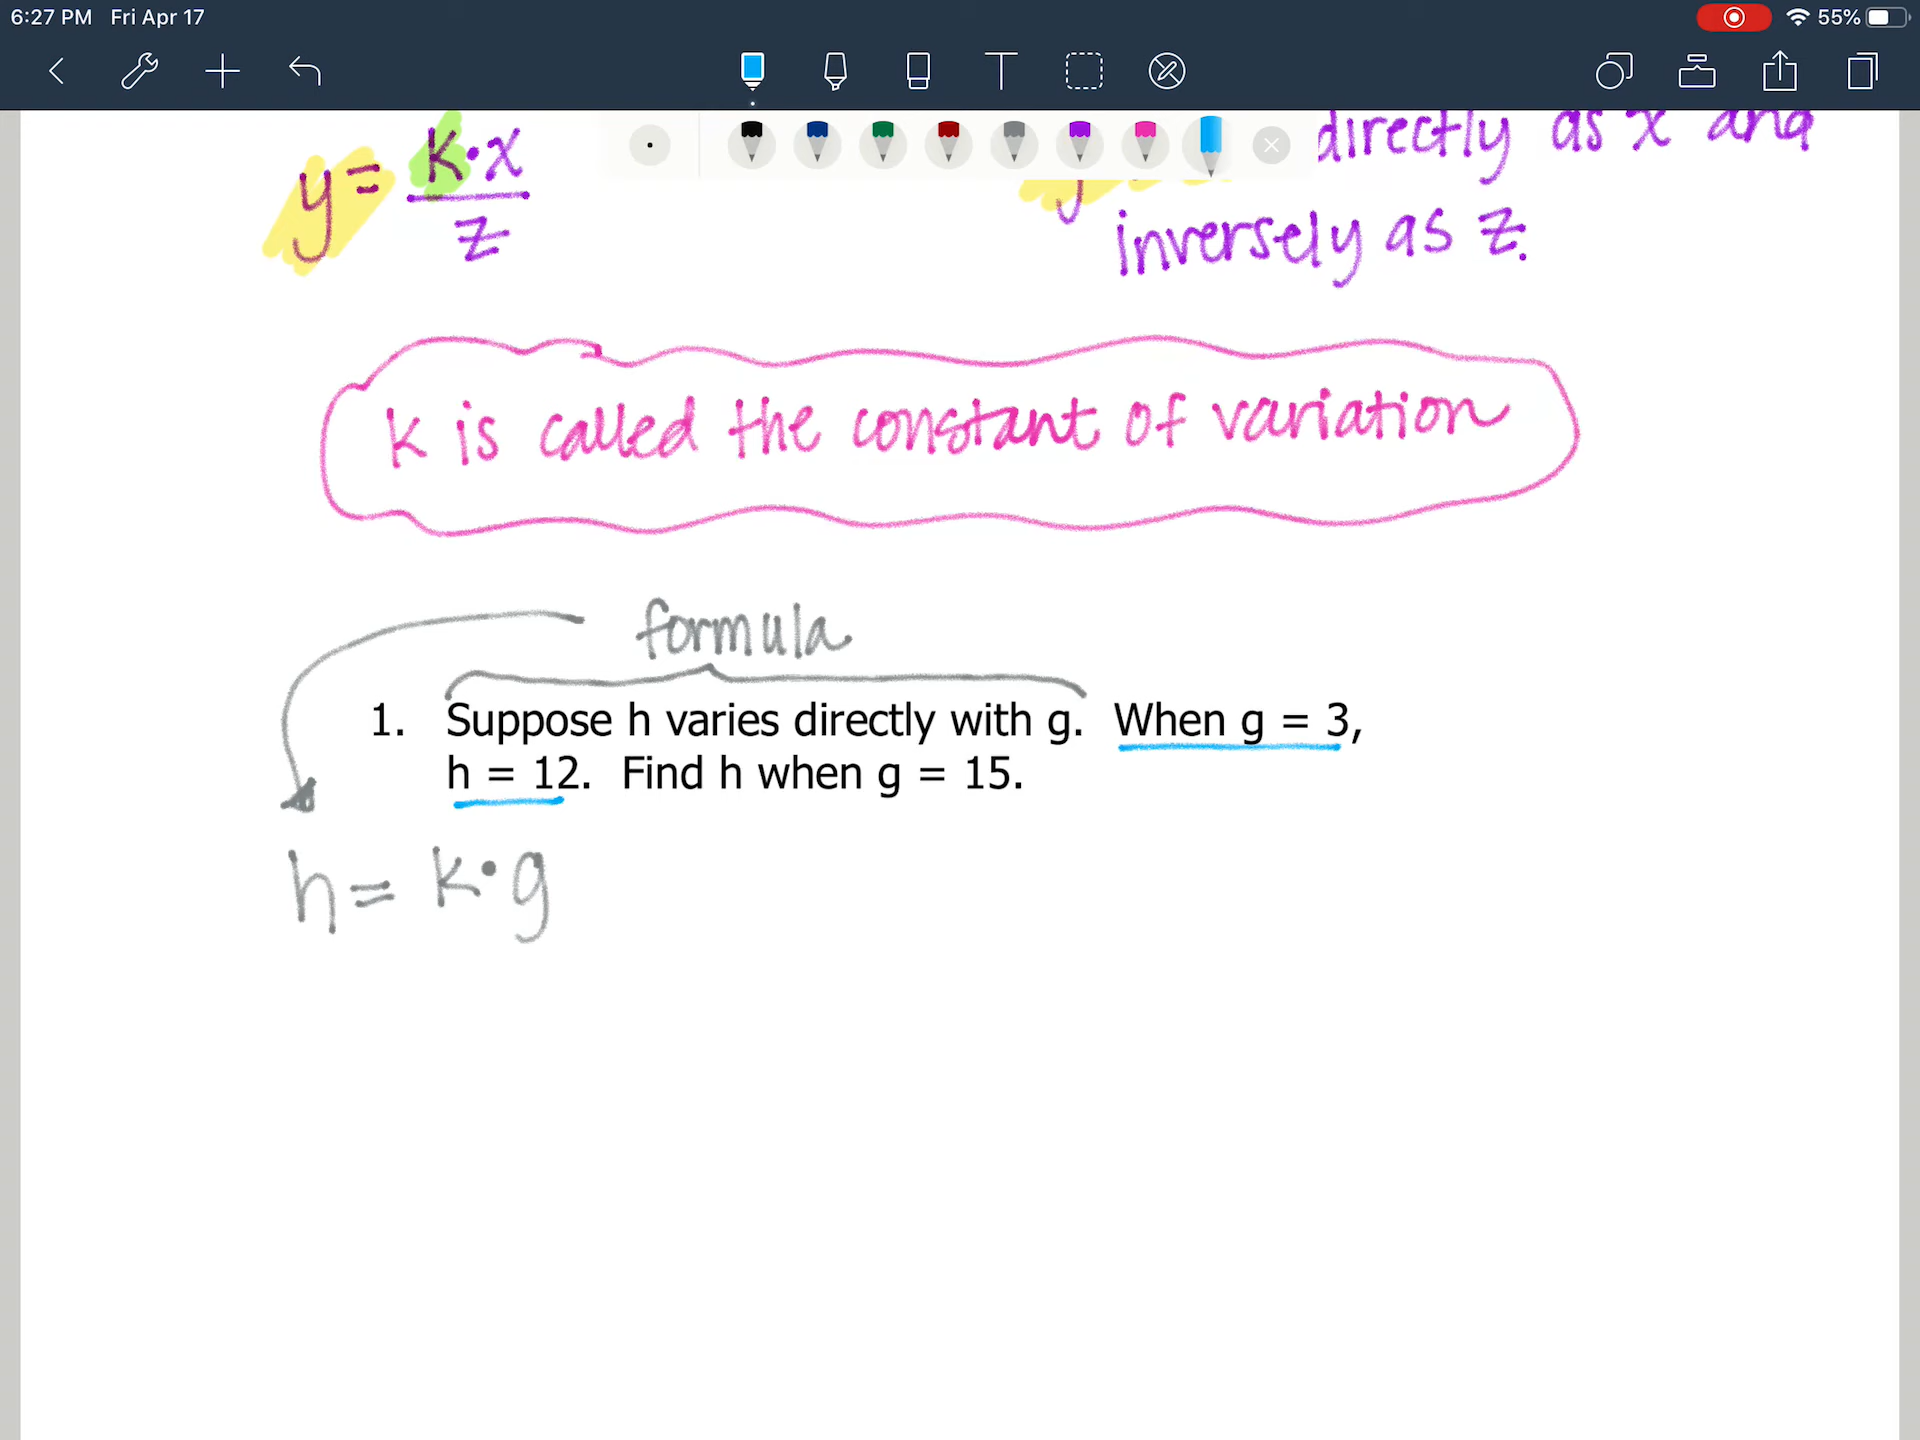 6:27 PM Fri Apr 17 55%
T
y = k·x / z
directly as x and
inversely as z.
k is called the constant of variation
formula
1. Suppose h varies directly with g. When g = 3,
h = 12. Find h when g = 15.
h = k·g